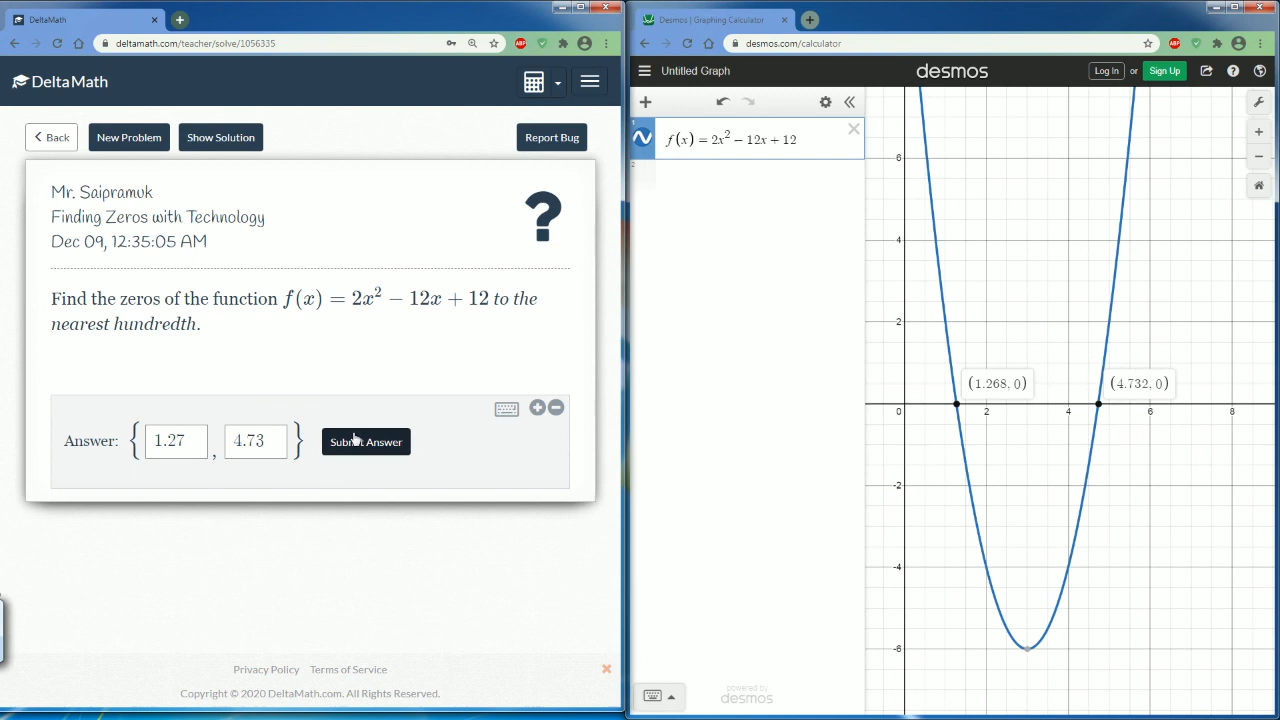 DeltaMath
deltamath.com/teacher/solve/1056335
DeltaMath
Back
New Problem
Show Solution
Report Bug
Mr. Saipramuk
Finding Zeros with Technology
Dec 09, 12:35:05 AM
?
Find the zeros of the function f(x) = 2x² − 12x + 12 to the
nearest hundredth.
Answer: { 1.27 , 4.73 } Submit Answer
Privacy Policy Terms of Service
Copyright © 2020 DeltaMath.com. All Rights Reserved.
Desmos | Graphing Calculator
desmos.com/calculator
Untitled Graph
desmos
Log In or Sign Up
1
f(x) = 2x² − 12x + 12
2
6
4
2
(1.268, 0)
(4.732, 0)
0 2 4 6 8
-2
-4
-6
powered by
desmos